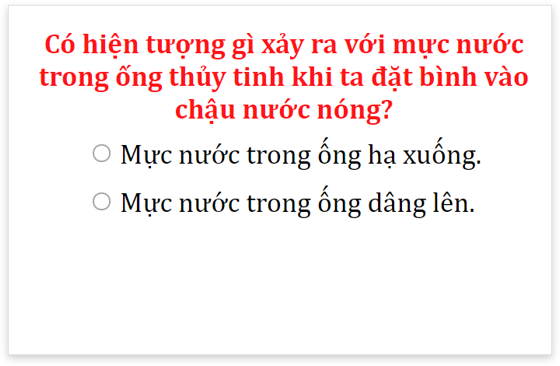 Có hiện tượng gì xảy ra với mực nước
trong ống thủy tinh khi ta đặt bình vào
chậu nước nóng?
Mực nước trong ống hạ xuống.
Mực nước trong ống dâng lên.